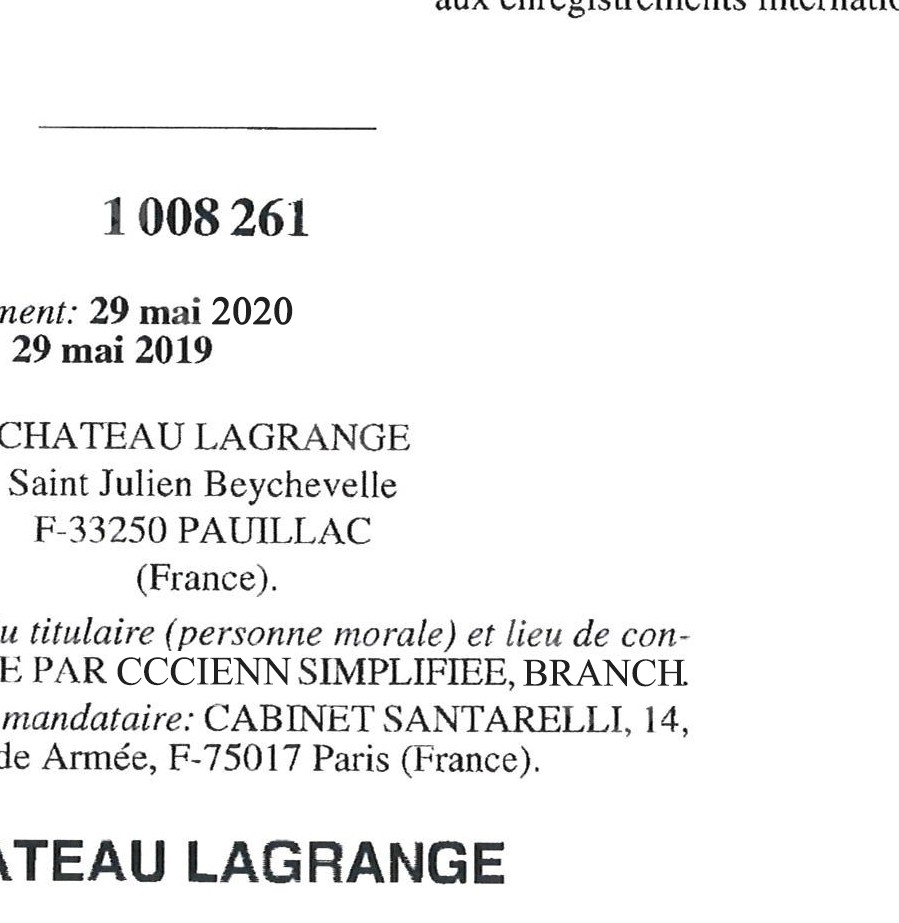 aux enregistrements internatio
1 008 261
ment: 29 mai 2020
29 mai 2019
CHATEAU LAGRANGE
Saint Julien Beychevelle
F-33250 PAUILLAC
(France).
u titulaire (personne morale) et lieu de con-
E PAR CCCIENN SIMPLIFIEE, BRANCH.
mandataire: CABINET SANTARELLI, 14,
de Armée, F-75017 Paris (France).
ATEAU LAGRANGE